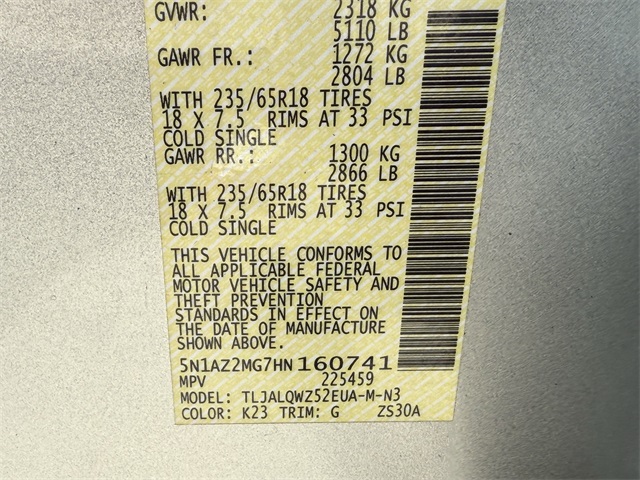 GVWR: 2318 KG
5110 LB
GAWR FR.: 1272 KG
2804 LB
WITH 235/65R18 TIRES
18 X 7.5 RIMS AT 33 PSI
COLD SINGLE
GAWR RR.: 1300 KG
2866 LB
WITH 235/65R18 TIRES
18 X 7.5 RIMS AT 33 PSI
COLD SINGLE
THIS VEHICLE CONFORMS TO
ALL APPLICABLE FEDERAL
MOTOR VEHICLE SAFETY AND
THEFT PREVENTION
STANDARDS IN EFFECT ON
THE DATE OF MANUFACTURE
SHOWN ABOVE.
5N1AZ2MG7HN160741
MPV 225459
MODEL: TLJALQWZ52EUA-M-N3
COLOR: K23 TRIM: G ZS30A